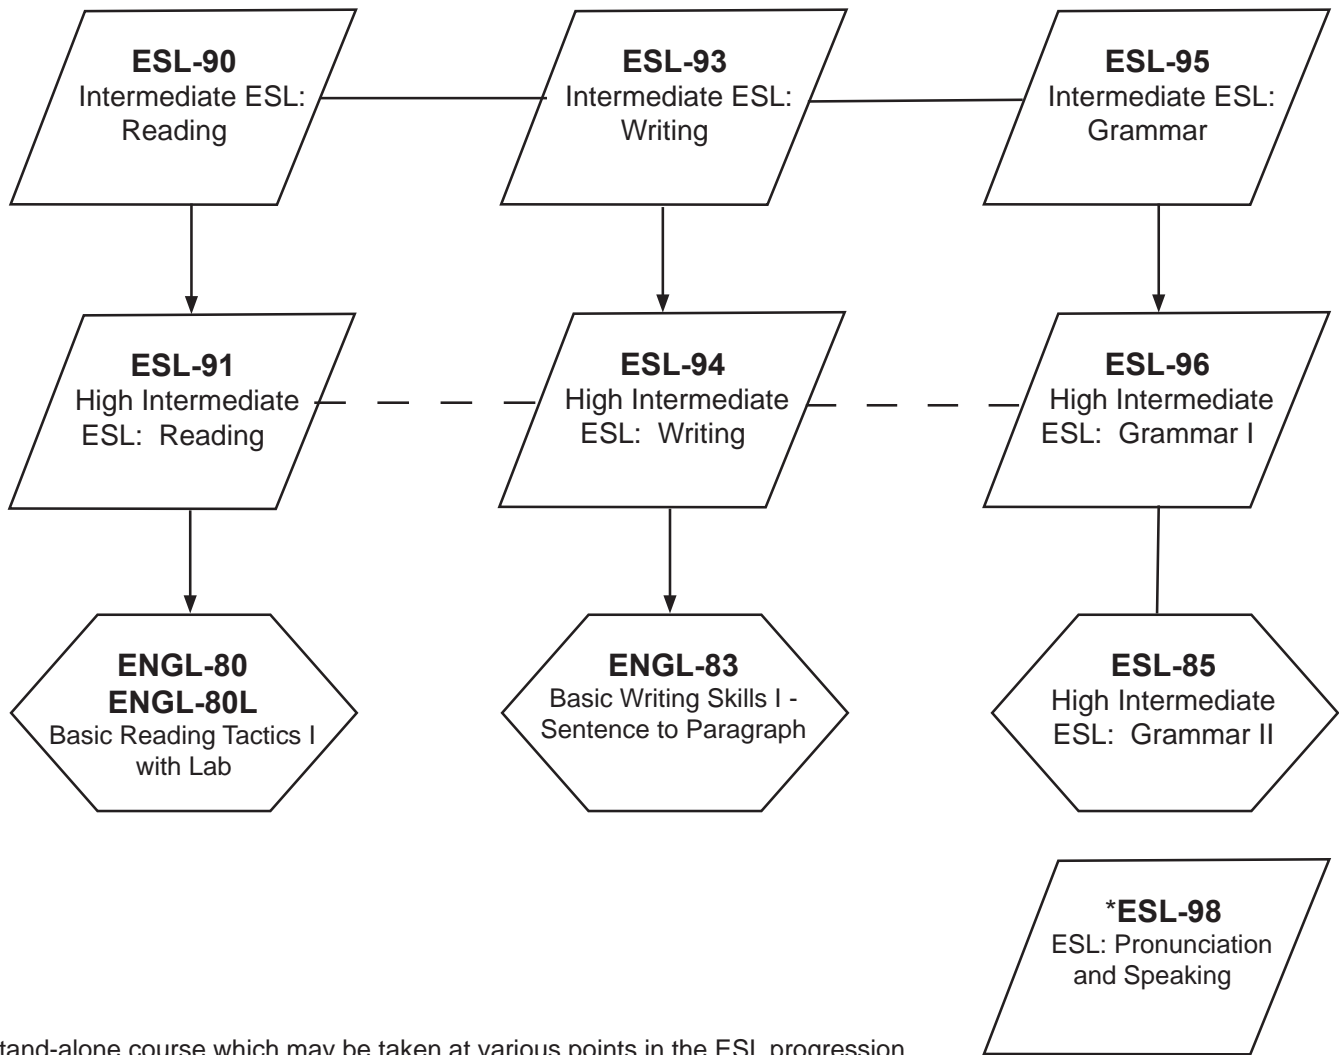 ESL-90
Intermediate ESL:
Reading
ESL-93
Intermediate ESL:
Writing
ESL-95
Intermediate ESL:
Grammar
ESL-91
High Intermediate
ESL: Reading
ESL-94
High Intermediate
ESL: Writing
ESL-96
High Intermediate
ESL: Grammar I
ENGL-80
ENGL-80L
Basic Reading Tactics I
with Lab
ENGL-83
Basic Writing Skills I -
Sentence to Paragraph
ESL-85
High Intermediate
ESL: Grammar II
*ESL-98
ESL: Pronunciation
and Speaking
tand-alone course which may be taken at various points in the ESL progression